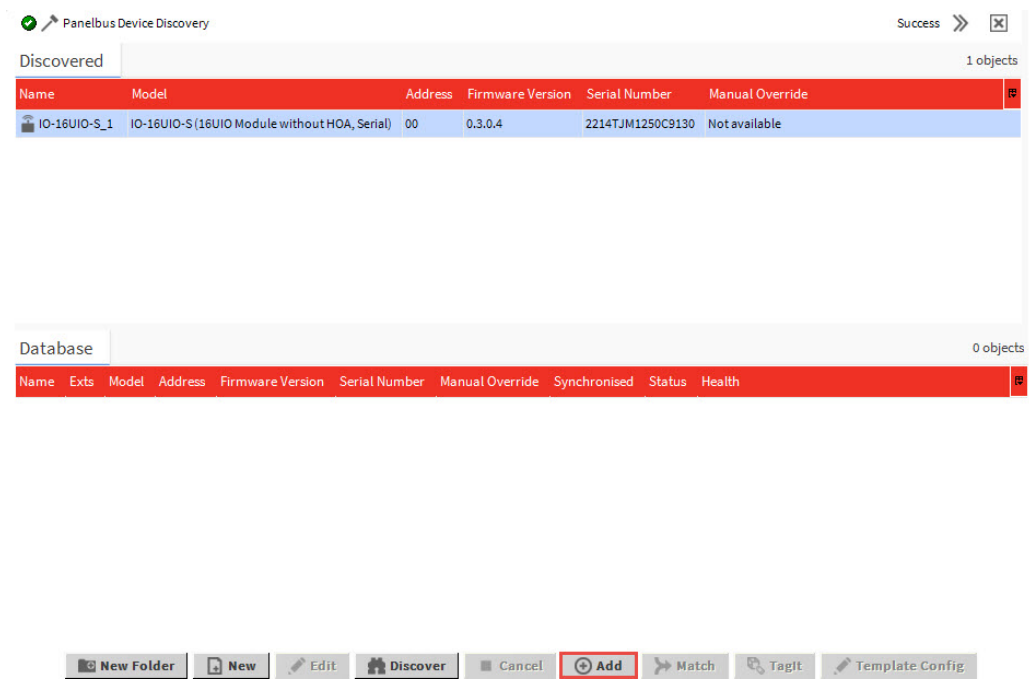 Panelbus Device Discovery Success
Discovered 1 objects
Name Model Address Firmware Version Serial Number Manual Override
IO-16UIO-S_1 IO-16UIO-S (16UIO Module without HOA, Serial) 00 0.3.0.4 2214TJM1250C9130 Not available
Database 0 objects
Name Exts Model Address Firmware Version Serial Number Manual Override Synchronised Status Health
New Folder New Edit Discover Cancel Add Match TagIt Template Config